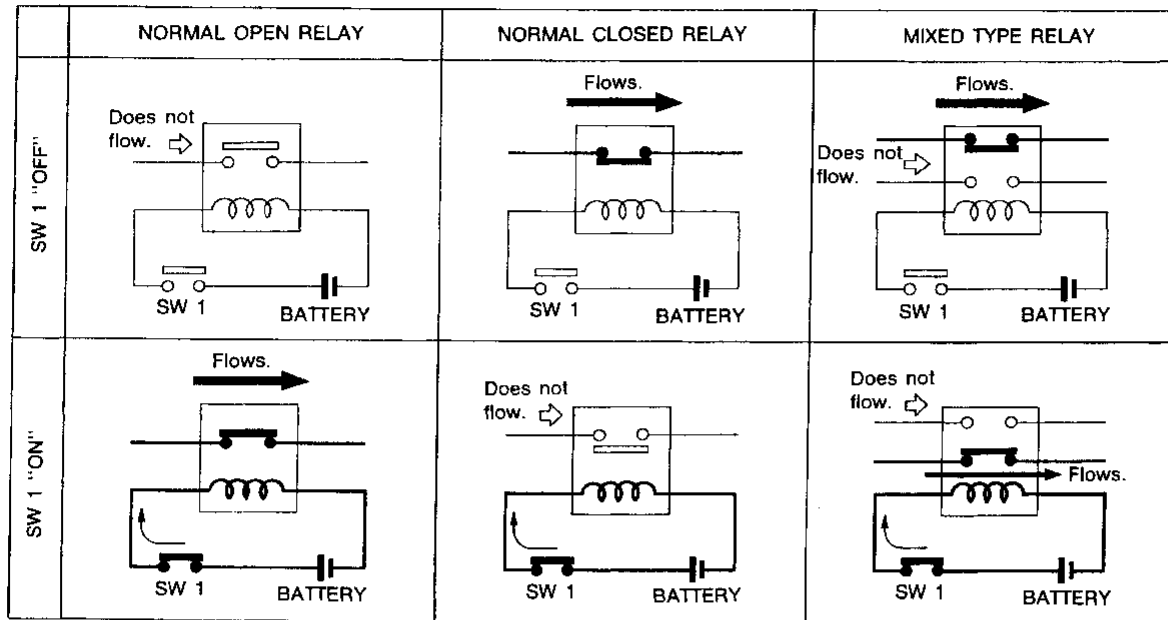 NORMAL OPEN RELAY
NORMAL CLOSED RELAY
MIXED TYPE RELAY
SW 1 "OFF"
Does not
flow.
SW 1
BATTERY
Flows.
SW 1
BATTERY
Flows.
Does not
flow.
SW 1
BATTERY
SW 1 "ON"
Flows.
SW 1
BATTERY
Does not
flow.
SW 1
BATTERY
Does not
flow.
Flows.
SW 1
BATTERY